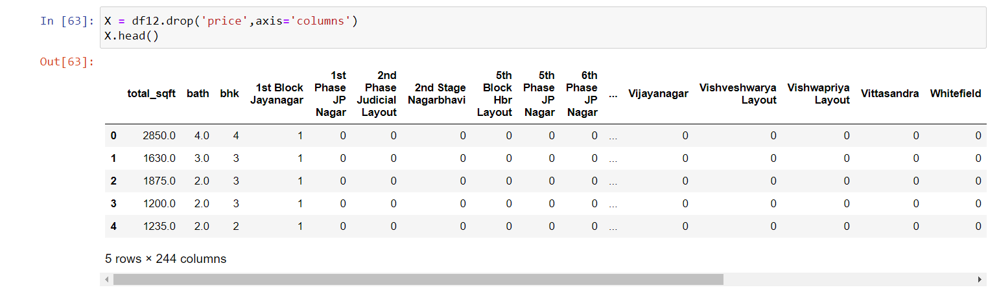 In [63]: X = df12.drop('price',axis='columns')
X.head()
Out[63]:
total_sqft bath bhk 1st Block Jayanagar 1st Phase JP Nagar 2nd Phase Judicial Layout 2nd Stage Nagarbhavi 5th Block Hbr Layout 5th Phase JP Nagar 6th Phase JP Nagar ... Vijayanagar Vishveshwarya Layout Vishwapriya Layout Vittasandra Whitefield
0 2850.0 4.0 4 1 0 0 0 0 0 0 ... 0 0 0 0 0
1 1630.0 3.0 3 1 0 0 0 0 0 0 ... 0 0 0 0 0
2 1875.0 2.0 3 1 0 0 0 0 0 0 ... 0 0 0 0 0
3 1200.0 2.0 3 1 0 0 0 0 0 0 ... 0 0 0 0 0
4 1235.0 2.0 2 1 0 0 0 0 0 0 ... 0 0 0 0 0
5 rows × 244 columns